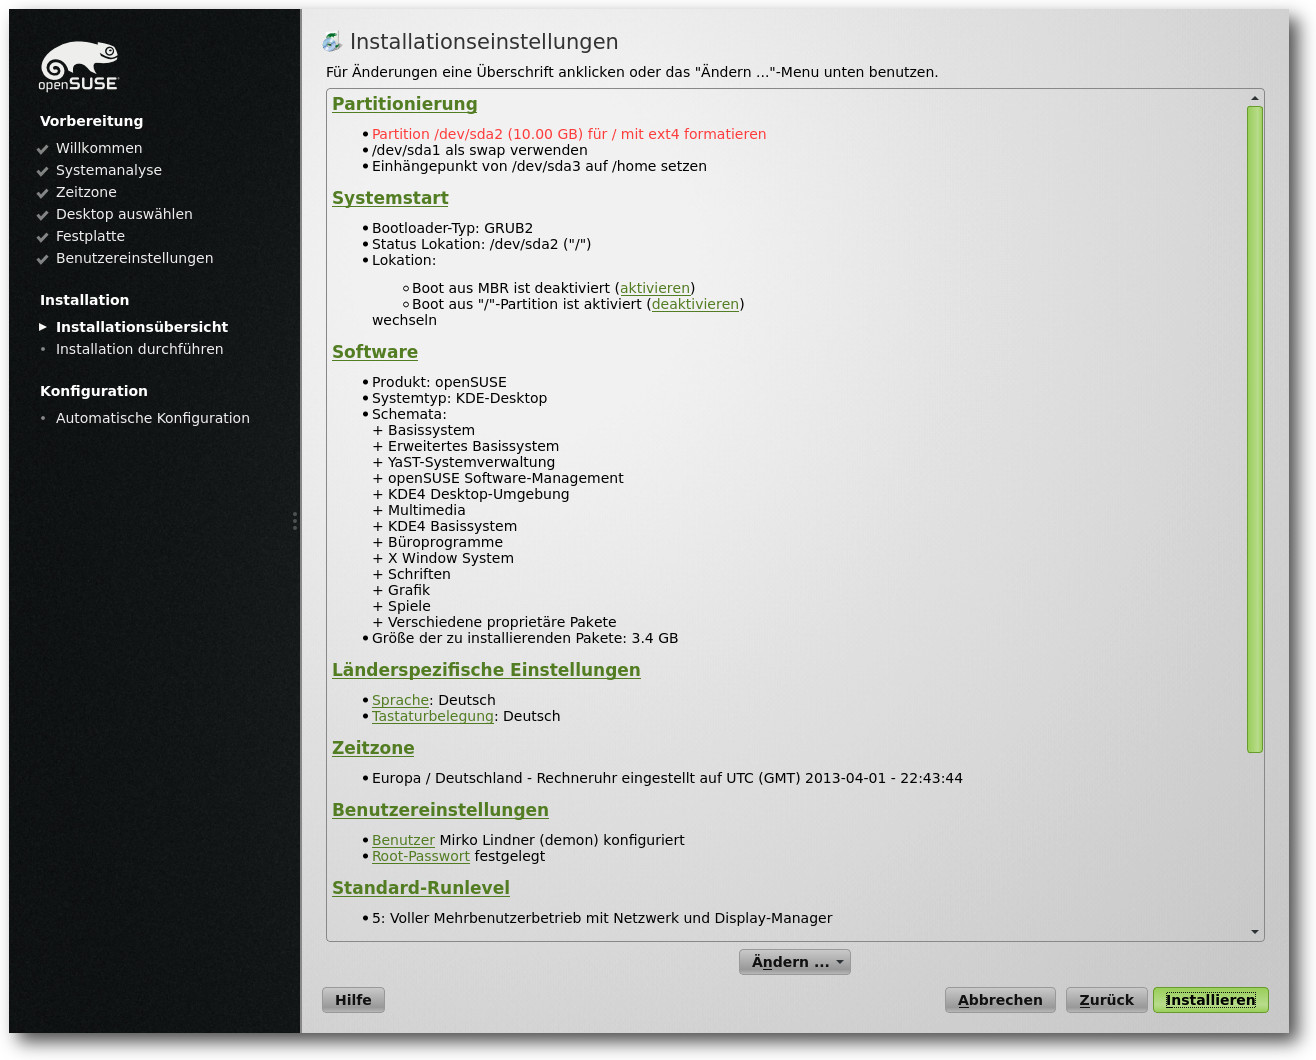 openSUSE
Vorbereitung
Willkommen
Systemanalyse
Zeitzone
Desktop auswählen
Festplatte
Benutzereinstellungen
Installation
Installationsübersicht
Installation durchführen
Konfiguration
Automatische Konfiguration
Installationseinstellungen
Für Änderungen eine Überschrift anklicken oder das "Ändern ..."-Menu unten benutzen.
Partitionierung
Partition /dev/sda2 (10.00 GB) für / mit ext4 formatieren
/dev/sda1 als swap verwenden
Einhängepunkt von /dev/sda3 auf /home setzen
Systemstart
Bootloader-Typ: GRUB2
Status Lokation: /dev/sda2 ("/")
Lokation:
Boot aus MBR ist deaktiviert (aktivieren)
Boot aus "/"-Partition ist aktiviert (deaktivieren)
wechseln
Software
Produkt: openSUSE
Systemtyp: KDE-Desktop
Schemata:
+ Basissystem
+ Erweitertes Basissystem
+ YaST-Systemverwaltung
+ openSUSE Software-Management
+ KDE4 Desktop-Umgebung
+ Multimedia
+ KDE4 Basissystem
+ Büroprogramme
+ X Window System
+ Schriften
+ Grafik
+ Spiele
+ Verschiedene proprietäre Pakete
Größe der zu installierenden Pakete: 3.4 GB
Länderspezifische Einstellungen
Sprache: Deutsch
Tastaturbelegung: Deutsch
Zeitzone
Europa / Deutschland - Rechneruhr eingestellt auf UTC (GMT) 2013-04-01 - 22:43:44
Benutzereinstellungen
Benutzer Mirko Lindner (demon) konfiguriert
Root-Passwort festgelegt
Standard-Runlevel
5: Voller Mehrbenutzerbetrieb mit Netzwerk und Display-Manager
Ändern ...
Hilfe
Abbrechen
Zurück
Installieren